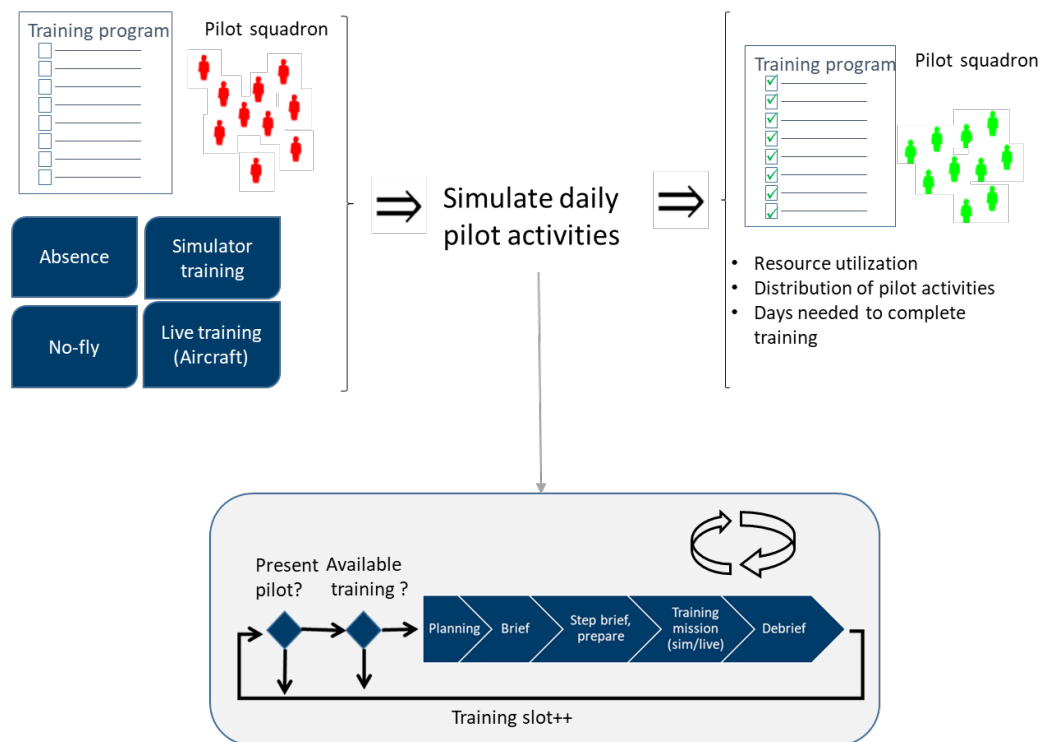 Training program
Pilot squadron
Absence
Simulator
training
No-fly
Live training
(Aircraft)
Simulate daily
pilot activities
Training program
Pilot squadron
• Resource utilization
• Distribution of pilot activities
• Days needed to complete
training
Present
pilot?
Available
training ?
Planning
Brief
Step brief,
prepare
Training
mission
(sim/live)
Debrief
Training slot++